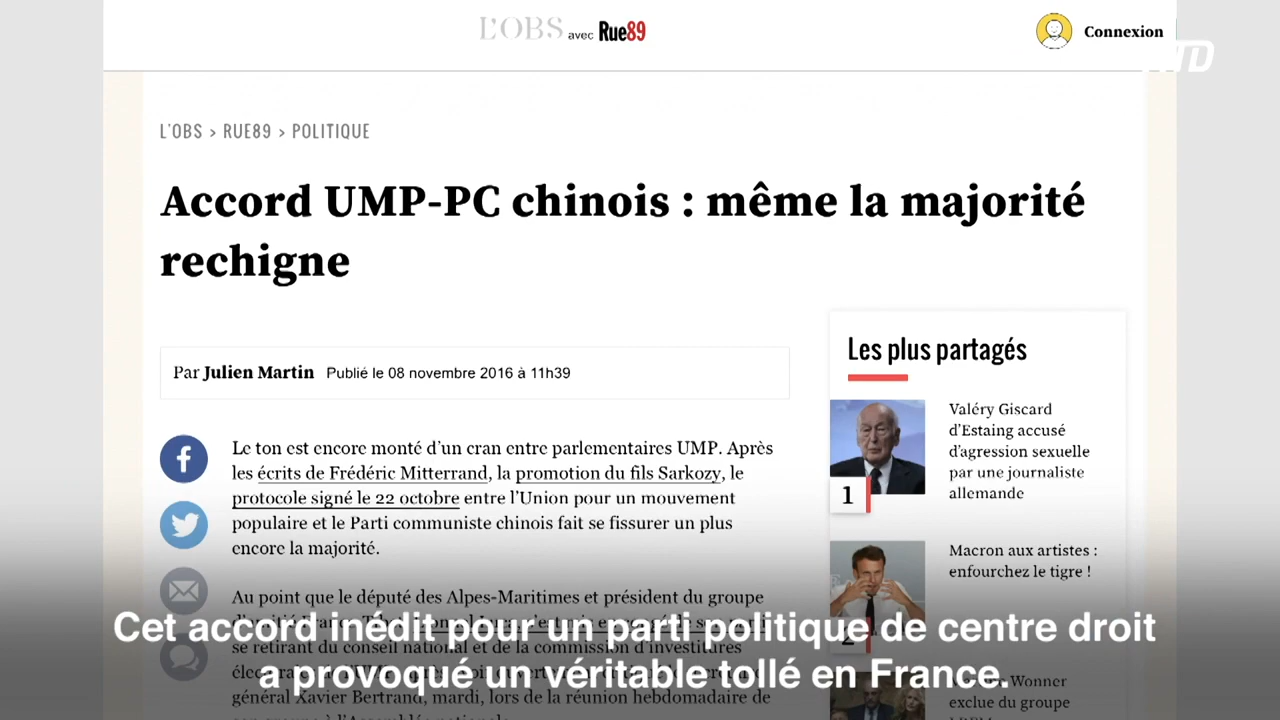 L'OBS avec Rue89
Connexion
L'OBS > RUE89 > POLITIQUE
Accord UMP-PC chinois : même la majorité
rechigne
Par Julien Martin Publié le 08 novembre 2016 à 11h39
Le ton est encore monté d'un cran entre parlementaires UMP. Après
les écrits de Frédéric Mitterrand, la promotion du fils Sarkozy, le
protocole signé le 22 octobre entre l'Union pour un mouvement
populaire et le Parti communiste chinois fait se fissurer un plus
encore la majorité.
Au point que le député des Alpes-Maritimes et président du groupe
se retirant du conseil national et de la commission d'investitures
général Xavier Bertrand, mardi, lors de la réunion hebdomadaire de
Les plus partagés
1
Valéry Giscard
d'Estaing accusé
d'agression sexuelle
par une journaliste
allemande
2
Macron aux artistes :
enfourchez le tigre !
Wonner
exclue du groupe
Cet accord inédit pour un parti politique de centre droit
a provoqué un véritable tollé en France.